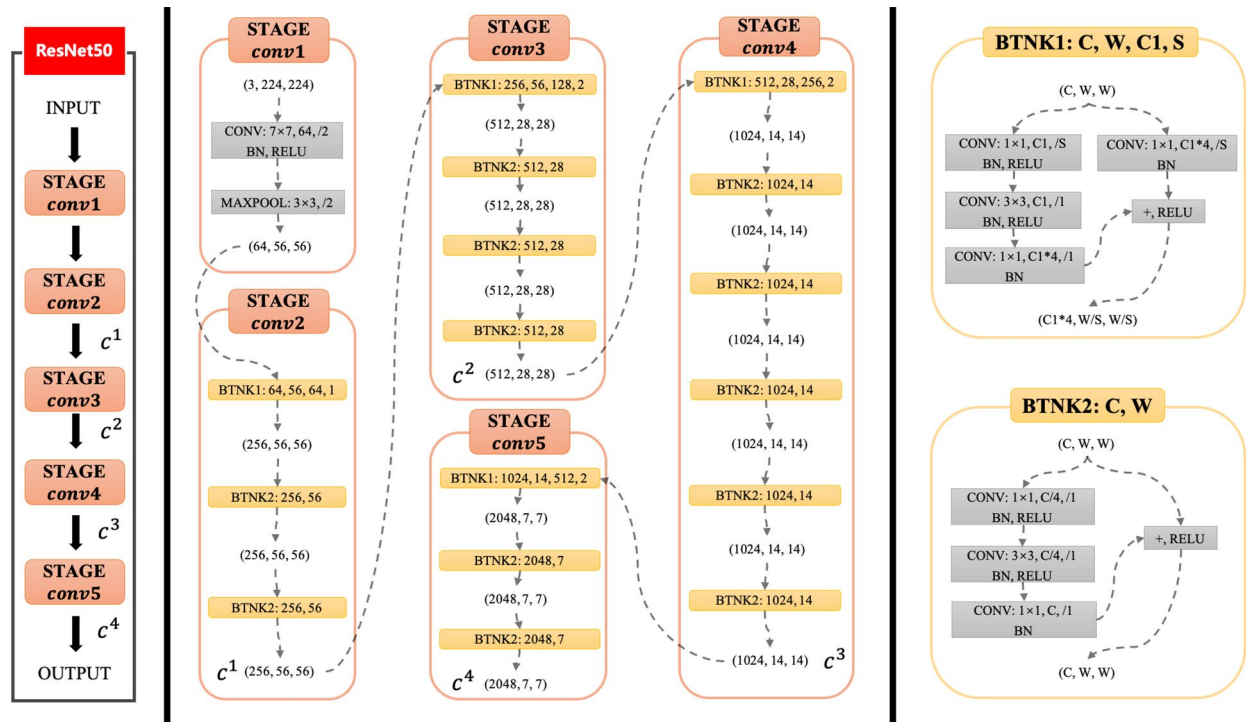 ResNet50
INPUT
STAGE
conv1
STAGE
conv2
c¹
STAGE
conv3
c²
STAGE
conv4
c³
STAGE
conv5
c⁴
OUTPUT
STAGE
conv1
(3, 224, 224)
CONV: 7×7, 64, /2
BN, RELU
MAXPOOL: 3×3, /2
(64, 56, 56)
STAGE
conv2
BTNK1: 64, 56, 64, 1
(256, 56, 56)
BTNK2: 256, 56
(256, 56, 56)
BTNK2: 256, 56
c¹ (256, 56, 56)
STAGE
conv3
BTNK1: 256, 56, 128, 2
(512, 28, 28)
BTNK2: 512, 28
(512, 28, 28)
BTNK2: 512, 28
(512, 28, 28)
BTNK2: 512, 28
c² (512, 28, 28)
STAGE
conv4
BTNK1: 512, 28, 256, 2
(1024, 14, 14)
BTNK2: 1024, 14
(1024, 14, 14)
BTNK2: 1024, 14
(1024, 14, 14)
BTNK2: 1024, 14
(1024, 14, 14)
BTNK2: 1024, 14
(1024, 14, 14)
BTNK2: 1024, 14
(1024, 14, 14) c³
STAGE
conv5
BTNK1: 1024, 14, 512, 2
(2048, 7, 7)
BTNK2: 2048, 7
(2048, 7, 7)
BTNK2: 2048, 7
c⁴ (2048, 7, 7)
BTNK1: C, W, C1, S
(C, W, W)
CONV: 1×1, C1, /S
BN, RELU
CONV: 3×3, C1, /1
BN, RELU
CONV: 1×1, C1*4, /1
BN
CONV: 1×1, C1*4, /S
BN
+, RELU
(C1*4, W/S, W/S)
BTNK2: C, W
(C, W, W)
CONV: 1×1, C/4, /1
BN, RELU
CONV: 3×3, C/4, /1
BN, RELU
CONV: 1×1, C, /1
BN
+, RELU
(C, W, W)